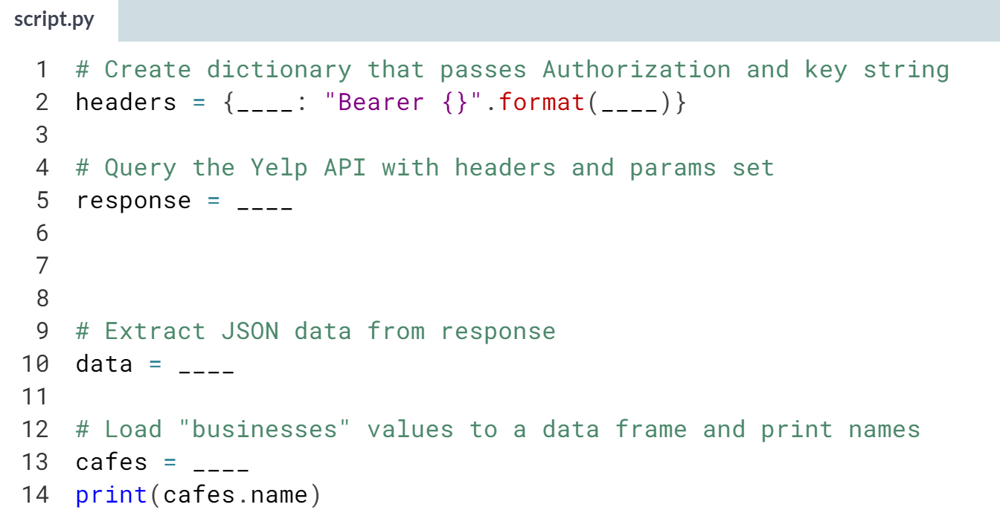 script.py
1 # Create dictionary that passes Authorization and key string
2 headers = {____: "Bearer {}".format(____)}
3
4 # Query the Yelp API with headers and params set
5 response = ____
6
7
8
9 # Extract JSON data from response
10 data = ____
11
12 # Load "businesses" values to a data frame and print names
13 cafes = ____
14 print(cafes.name)